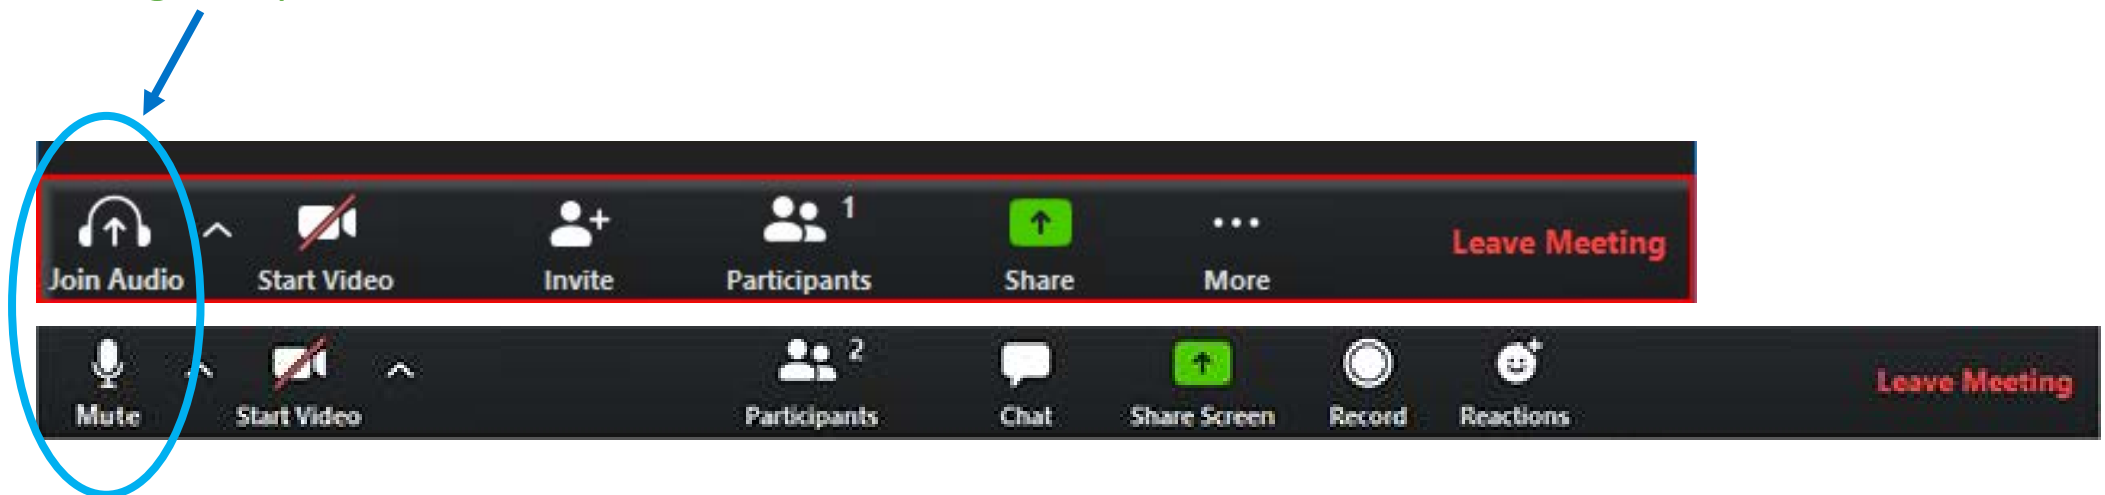 1
Join Audio Start Video Invite Participants Share More Leave Meeting
2
Mute Start Video Participants Chat Share Screen Record Reactions Leave Meeting